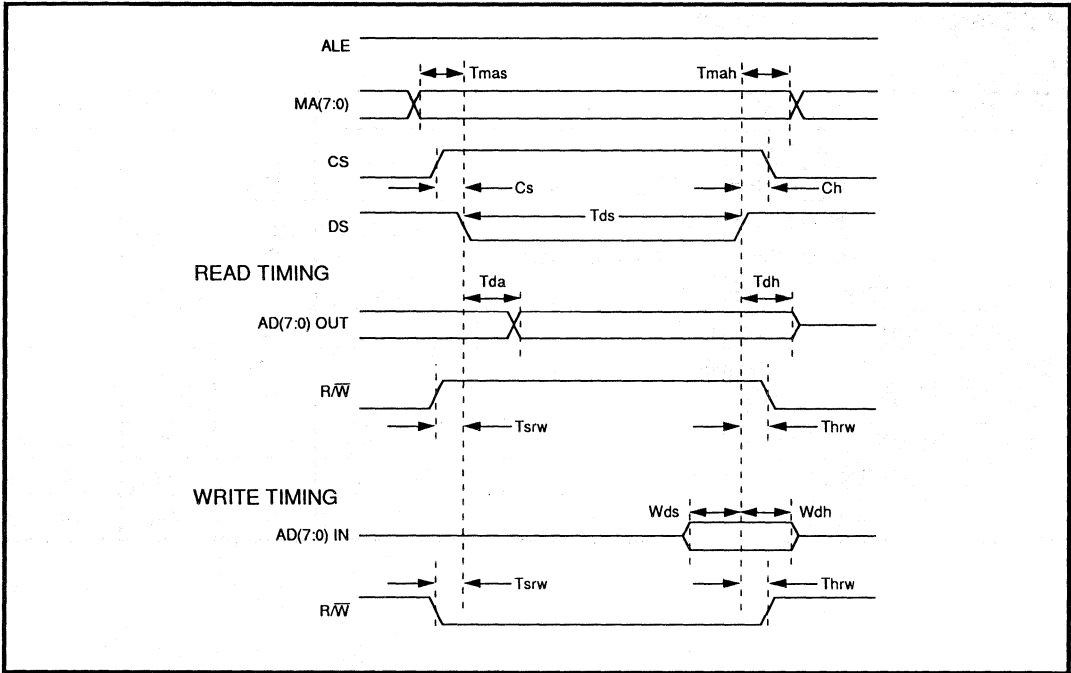 ALE
Tmas Tmah
MA(7:0)
CS
Cs Ch
Tds
DS
READ TIMING
Tda Tdh
AD(7:0) OUT
R/W̅
Tsrw Thrw
WRITE TIMING
Wds Wdh
AD(7:0) IN
Tsrw Thrw
R/W̅